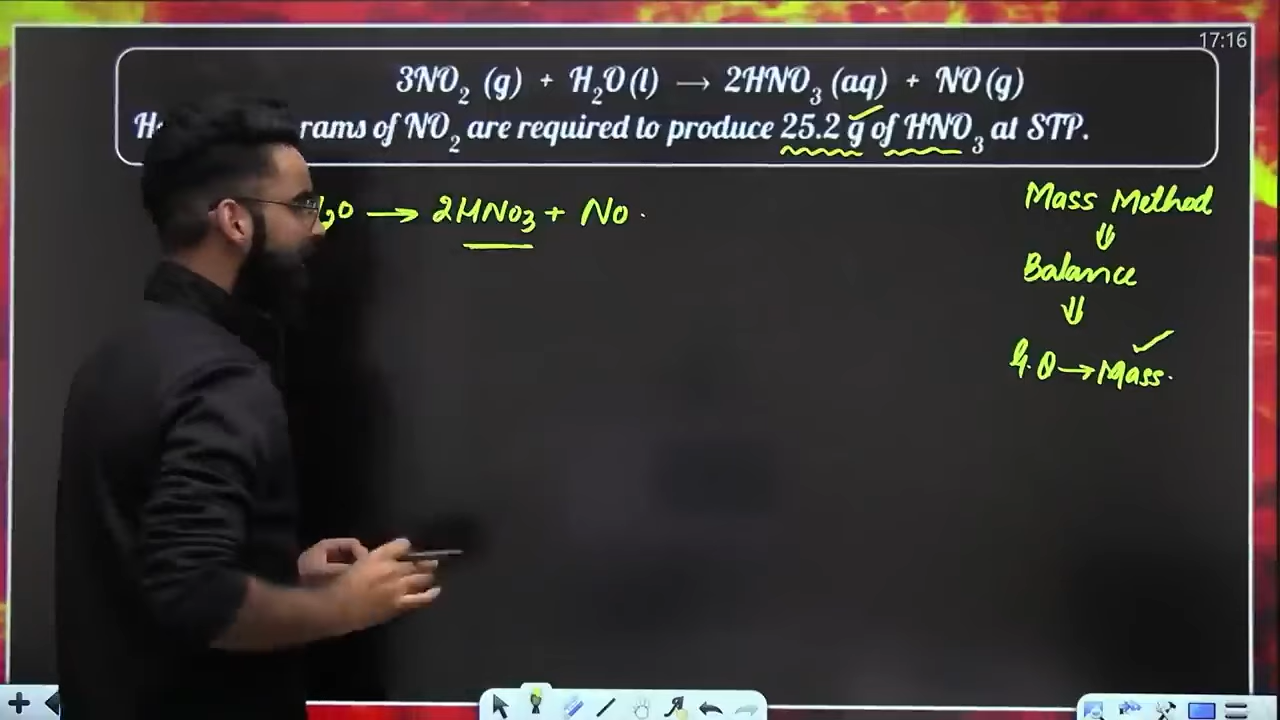 17:16
3NO₂ (g) + H₂O(l) → 2HNO₃ (aq) + NO(g)
rams of NO₂ are required to produce 25.2 g of HNO₃ at STP.
→ 2HNO₃ + No.
Mass Method
⇓
Balance
⇓
→ Mass.